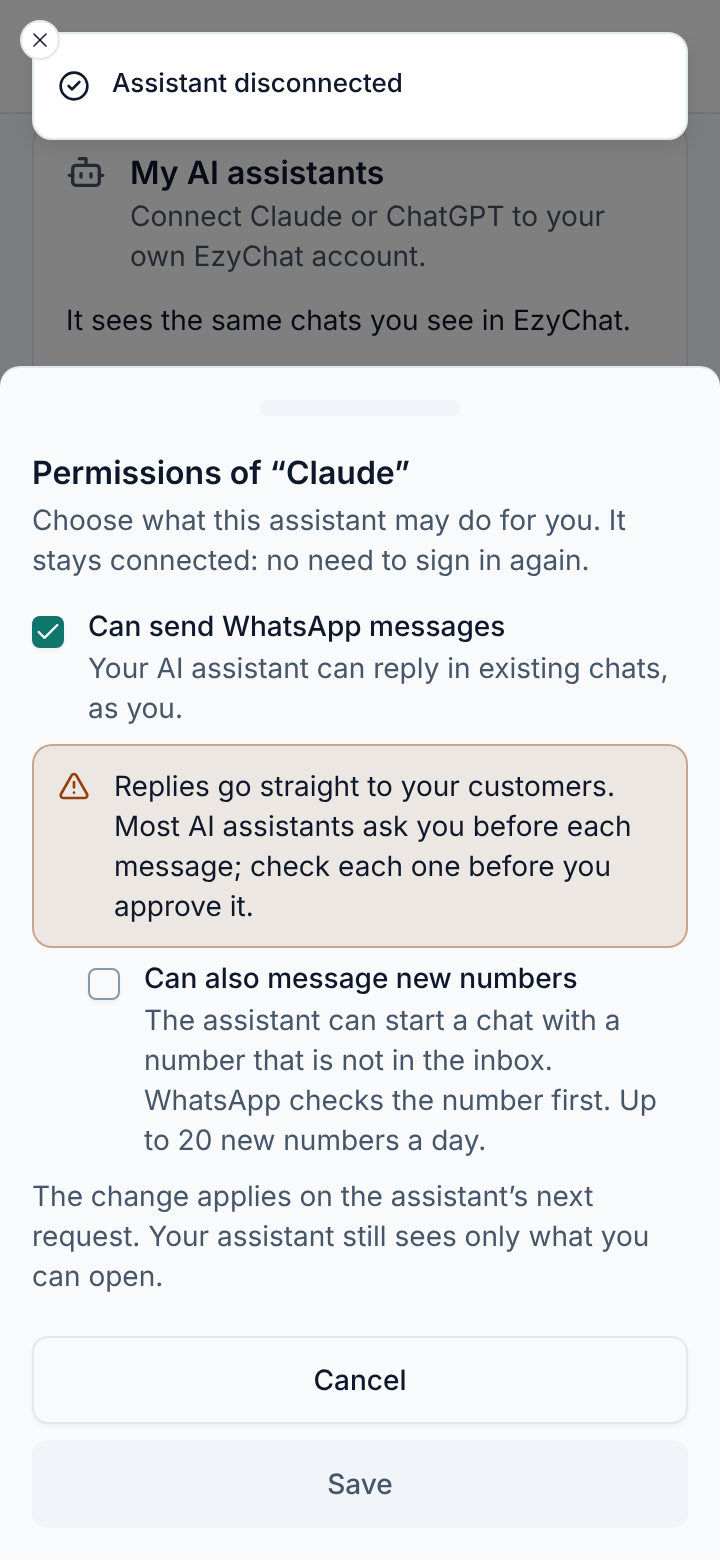 Assistant disconnected
My AI assistants
Connect Claude or ChatGPT to your
own EzyChat account.
It sees the same chats you see in EzyChat.
Permissions of “Claude”
Choose what this assistant may do for you. It
stays connected: no need to sign in again.
Can send WhatsApp messages
Your AI assistant can reply in existing chats,
as you.
Replies go straight to your customers.
Most AI assistants ask you before each
message; check each one before you
approve it.
Can also message new numbers
The assistant can start a chat with a
number that is not in the inbox.
WhatsApp checks the number first. Up
to 20 new numbers a day.
The change applies on the assistant’s next
request. Your assistant still sees only what you
can open.
Cancel
Save